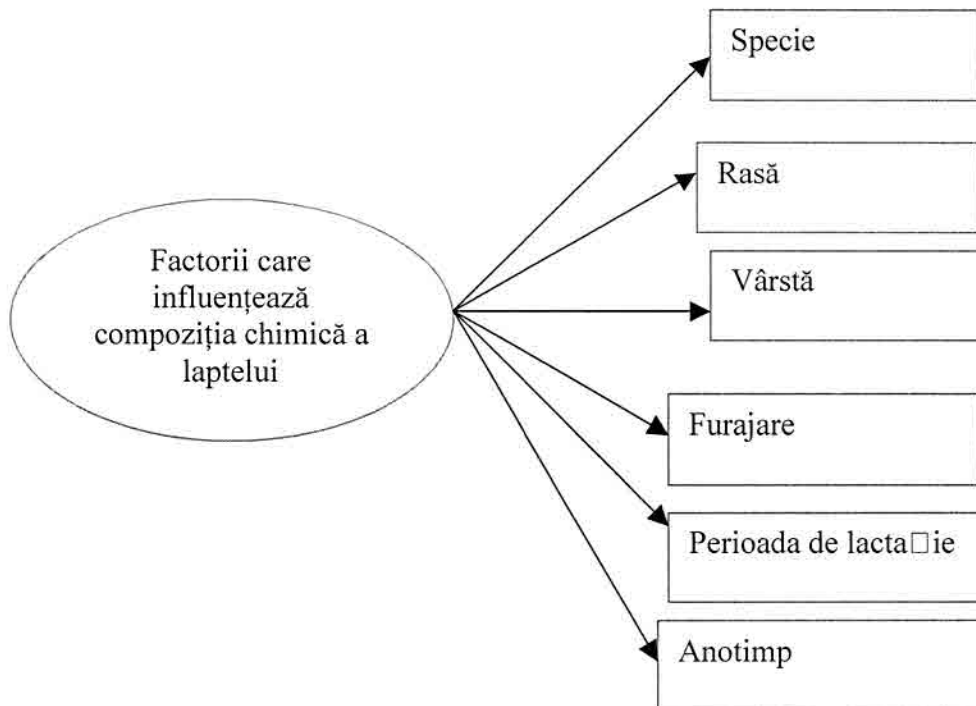 Factorii care
influențează
compoziția chimică a
laptelui
Specie
Rasă
Vârstă
Furajare
Perioada de lacta□ie
Anotimp